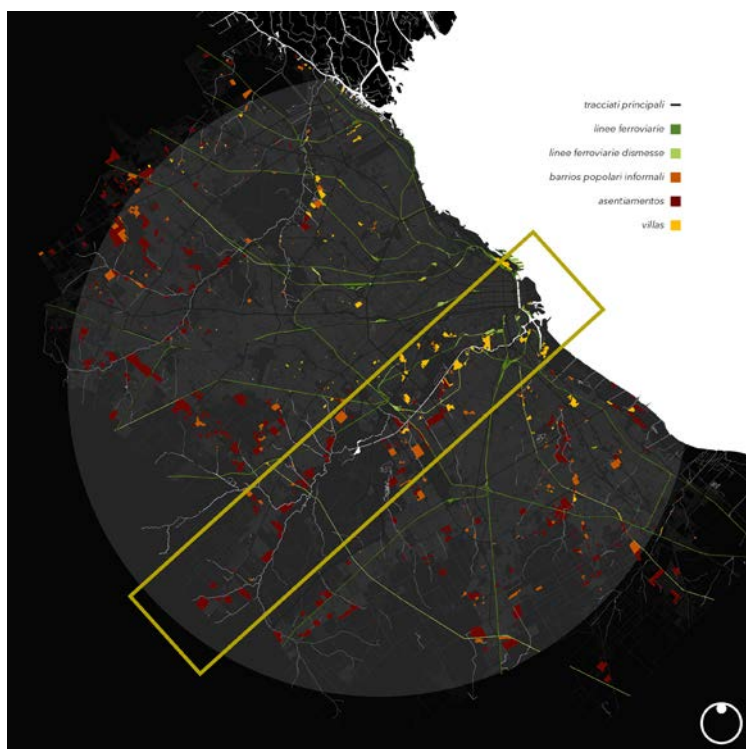 tracciati principali
linee ferroviarie
linee ferroviarie dismesse
barrios popolari informali
asentiamentos
villas